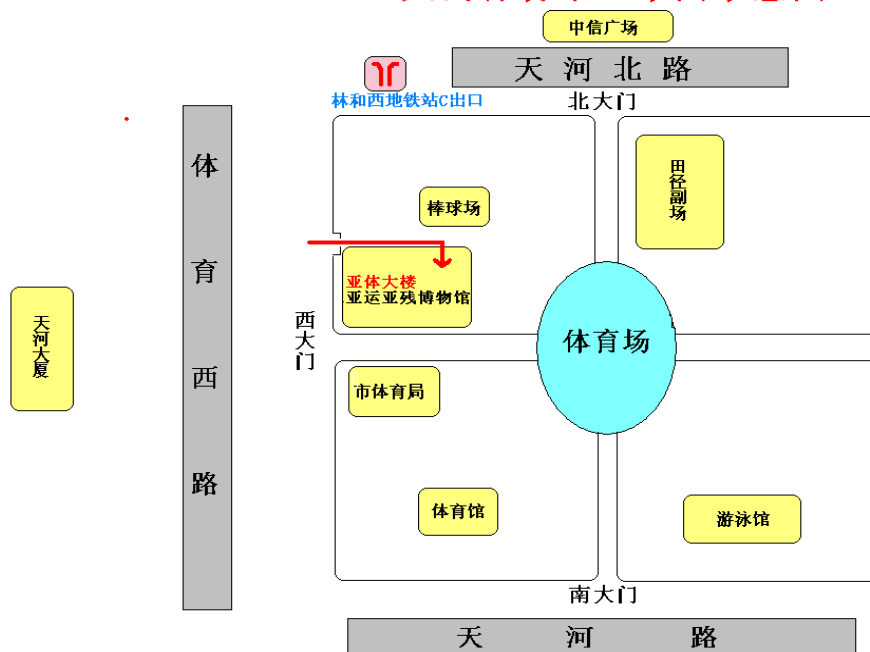 中信广场
天河北路
林和西地铁站C出口
北大门
体育西路
田径副场
棒球场
亚体大楼
亚运亚残博物馆
西大门
体育场
天河大厦
市体育局
体育馆
游泳馆
南大门
天河路